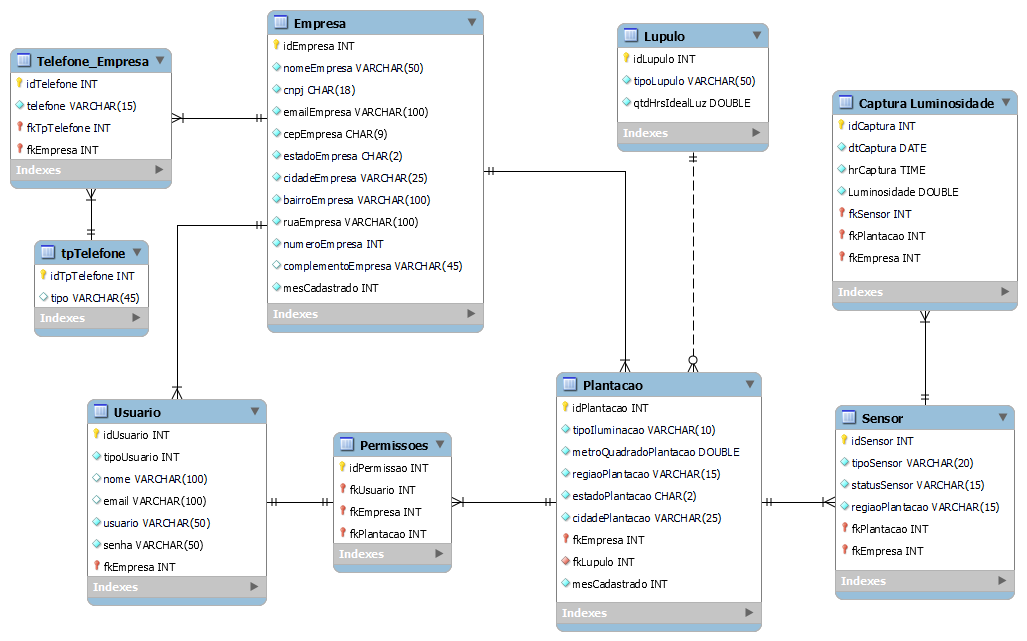 Telefone_Empresa
idTelefone INT
telefone VARCHAR(15)
fkTpTelefone INT
fkEmpresa INT
Indexes
tpTelefone
idTpTelefone INT
tipo VARCHAR(45)
Indexes
Empresa
idEmpresa INT
nomeEmpresa VARCHAR(50)
cnpj CHAR(18)
emailEmpresa VARCHAR(100)
cepEmpresa CHAR(9)
estadoEmpresa CHAR(2)
cidadeEmpresa VARCHAR(25)
bairroEmpresa VARCHAR(100)
ruaEmpresa VARCHAR(100)
numeroEmpresa INT
complementoEmpresa VARCHAR(45)
mesCadastrado INT
Indexes
Lupulo
idLupulo INT
tipoLupulo VARCHAR(50)
qtdHrsIdealLuz DOUBLE
Indexes
Captura Luminosidade
idCaptura INT
dtCaptura DATE
hrCaptura TIME
Luminosidade DOUBLE
fkSensor INT
fkPlantacao INT
fkEmpresa INT
Indexes
Usuario
idUsuario INT
tipoUsuario INT
nome VARCHAR(100)
email VARCHAR(100)
usuario VARCHAR(50)
senha VARCHAR(50)
fkEmpresa INT
Indexes
Permissoes
idPermissao INT
fkUsuario INT
fkEmpresa INT
fkPlantacao INT
Indexes
Plantacao
idPlantacao INT
tipoIluminacao VARCHAR(10)
metroQuadradoPlantacao DOUBLE
regiaoPlantacao VARCHAR(15)
estadoPlantacao CHAR(2)
cidadePlantacao VARCHAR(25)
fkEmpresa INT
fkLupulo INT
mesCadastrado INT
Indexes
Sensor
idSensor INT
tipoSensor VARCHAR(20)
statusSensor VARCHAR(15)
regiaoPlantacao VARCHAR(15)
fkPlantacao INT
fkEmpresa INT
Indexes